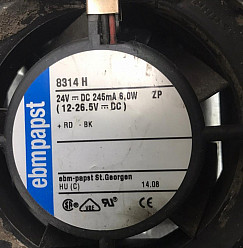 ebmpapst
8314 H
24V ⎓ DC 245mA 6,0W ZP
(12-26.5V ⎓ DC)
+ RD - BK
ebm-papst St.Georgen
HU (C) 14.08